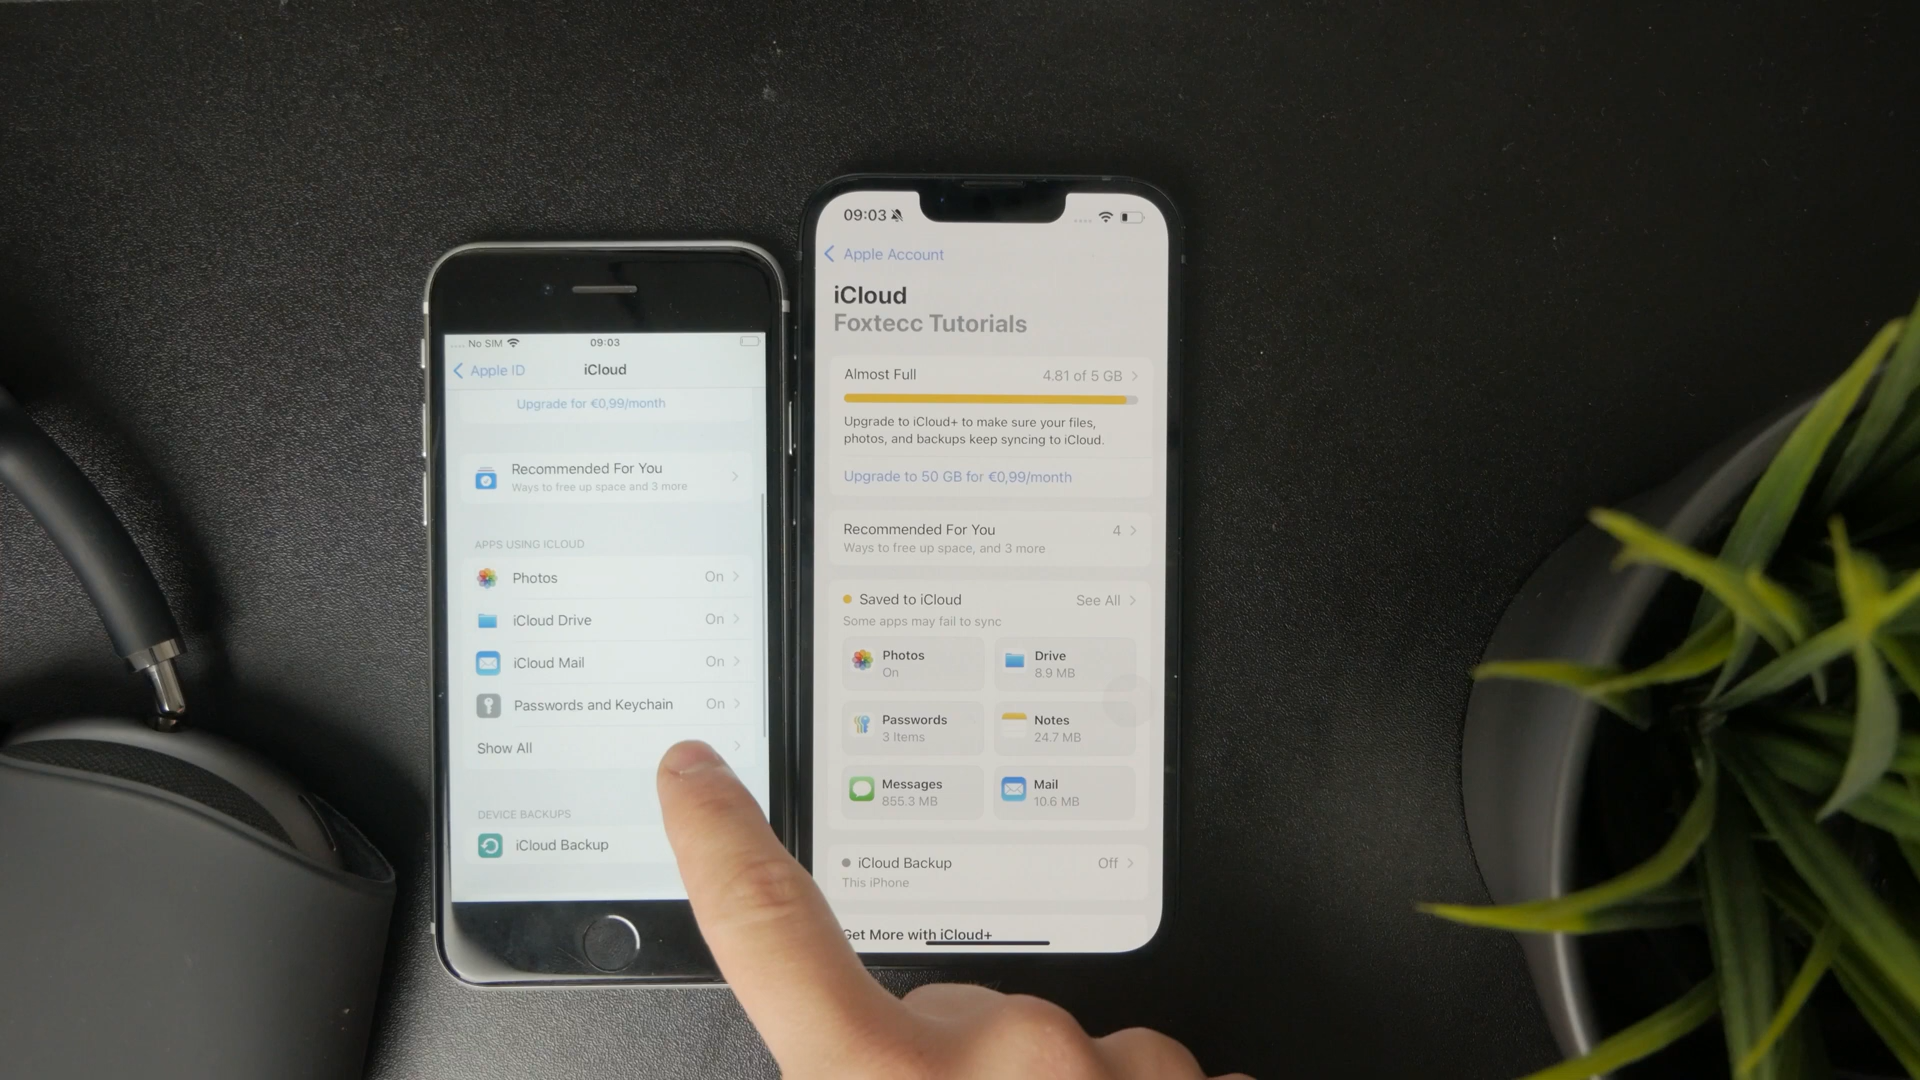 No SIM
09:03
Apple ID
iCloud
Upgrade for €0,99/month
Recommended For You
Ways to free up space and 3 more
APPS USING ICLOUD
Photos
On
iCloud Drive
On
iCloud Mail
On
Passwords and Keychain
On
Show All
DEVICE BACKUPS
iCloud Backup
09:03
Apple Account
iCloud
Foxtecc Tutorials
Almost Full
4.81 of 5 GB
Upgrade to iCloud+ to make sure your files,
photos, and backups keep syncing to iCloud.
Upgrade to 50 GB for €0,99/month
Recommended For You
4
Ways to free up space, and 3 more
Saved to iCloud
See All
Some apps may fail to sync
Photos
On
Drive
8.9 MB
Passwords
3 Items
Notes
24.7 MB
Messages
855.3 MB
Mail
10.6 MB
iCloud Backup
Off
This iPhone
Get More with iCloud+